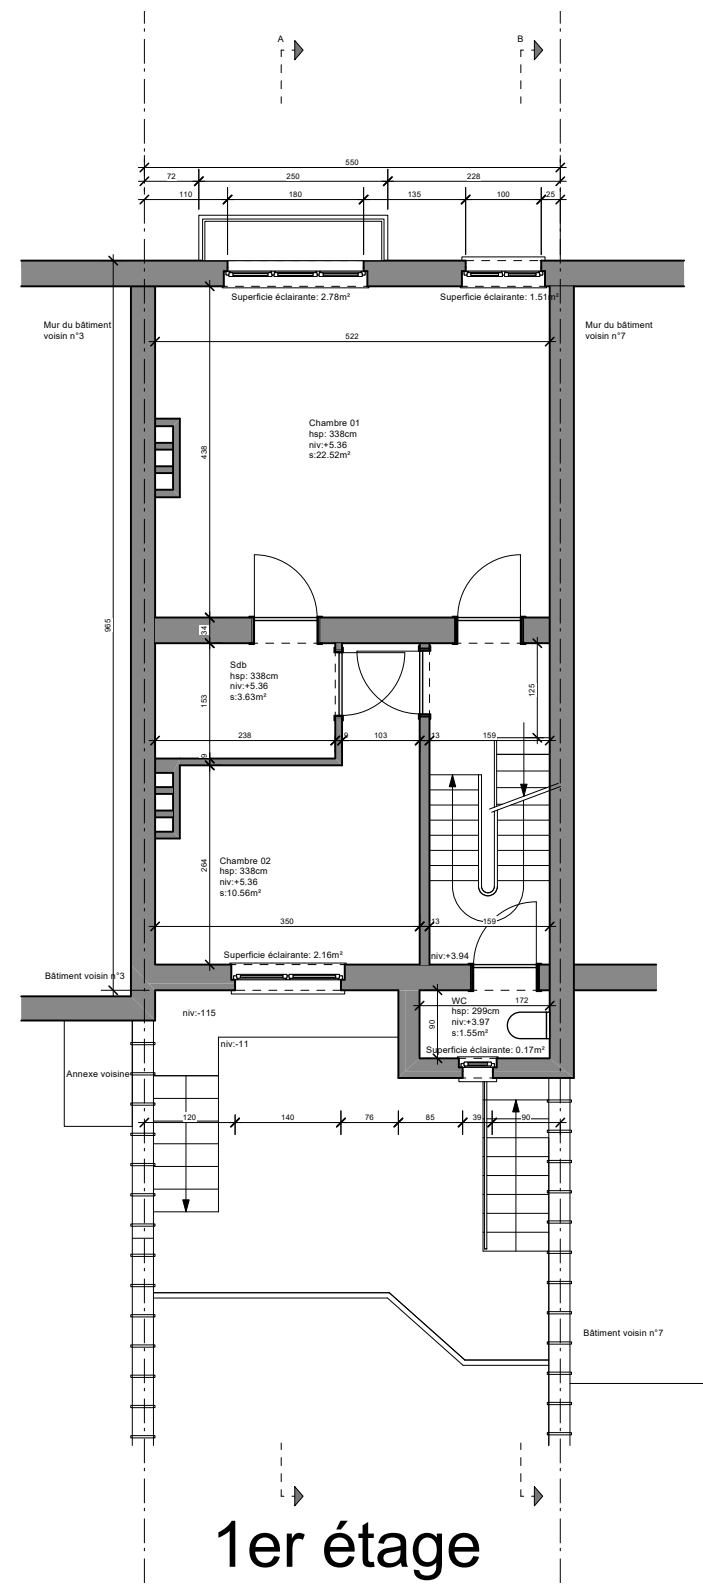 A
B
550
72
250
228
110
180
135
100
25
Superficie éclairante: 2.78m²
Superficie éclairante: 1.51m²
Mur du bâtiment
voisin n°3
Mur du bâtiment
voisin n°7
522
Chambre 01
hsp: 338cm
niv:+5.36
s:22.52m²
438
965
34
Sdb
hsp: 338cm
niv:+5.36
s:3.63m²
153
125
238
9
103
13
159
9
264
Chambre 02
hsp: 338cm
niv:+5.36
s:10.56m²
350
13
159
Superficie éclairante: 2.16m²
niv:+3.94
Bâtiment voisin n°3
WC
hsp: 299cm
niv:+3.97
s:1.55m²
172
90
niv:-115
niv:-11
Superficie éclairante: 0.17m²
Annexe voisine
120
140
76
85
39
90
Bâtiment voisin n°7
1er étage